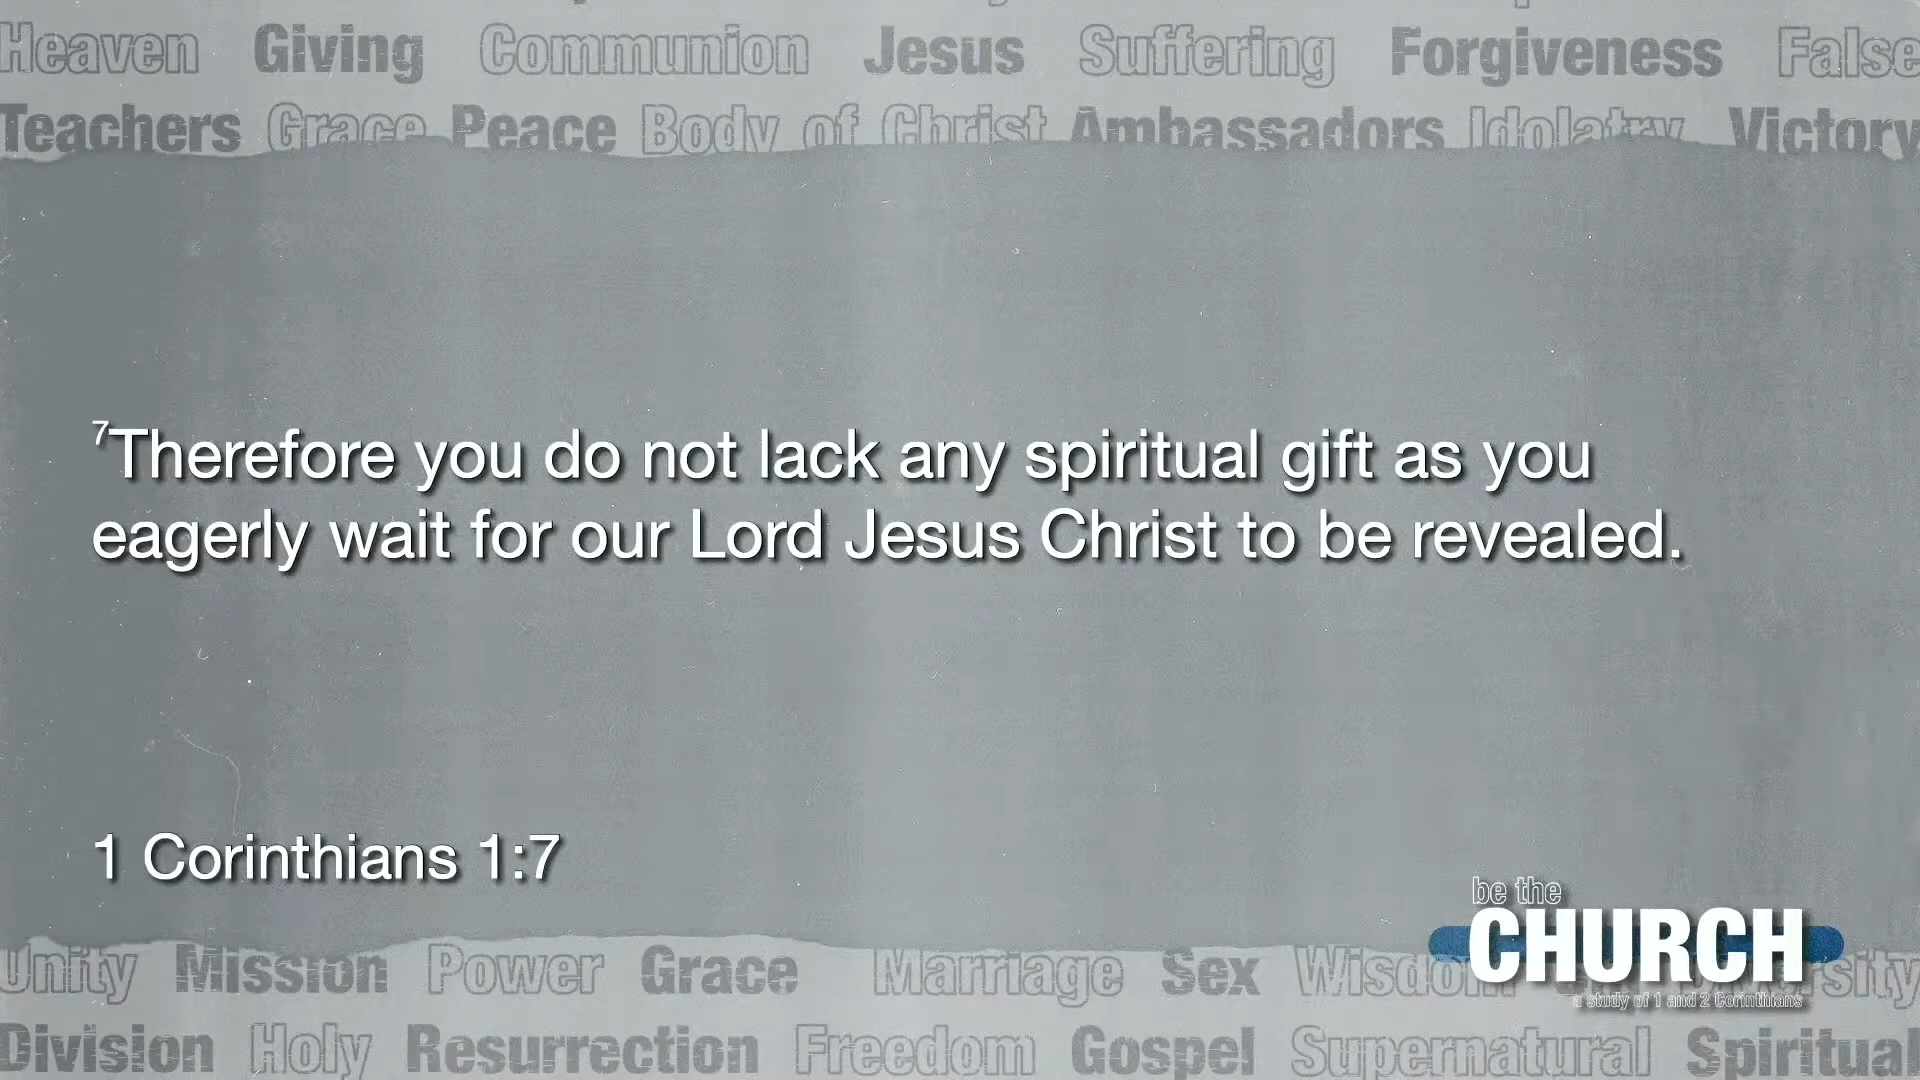 Heaven Giving Communion Jesus Suffering Forgiveness False
Teachers Grace Peace Body of Christ Ambassadors Idolatry Victory
7Therefore you do not lack any spiritual gift as you
eagerly wait for our Lord Jesus Christ to be revealed.
1 Corinthians 1:7
be the
CHURCH
a study of 1 and 2 Corinthians
Unity Mission Power Grace Marriage Sex
Division Holy Resurrection Freedom Gospel Supernatural Spiritual